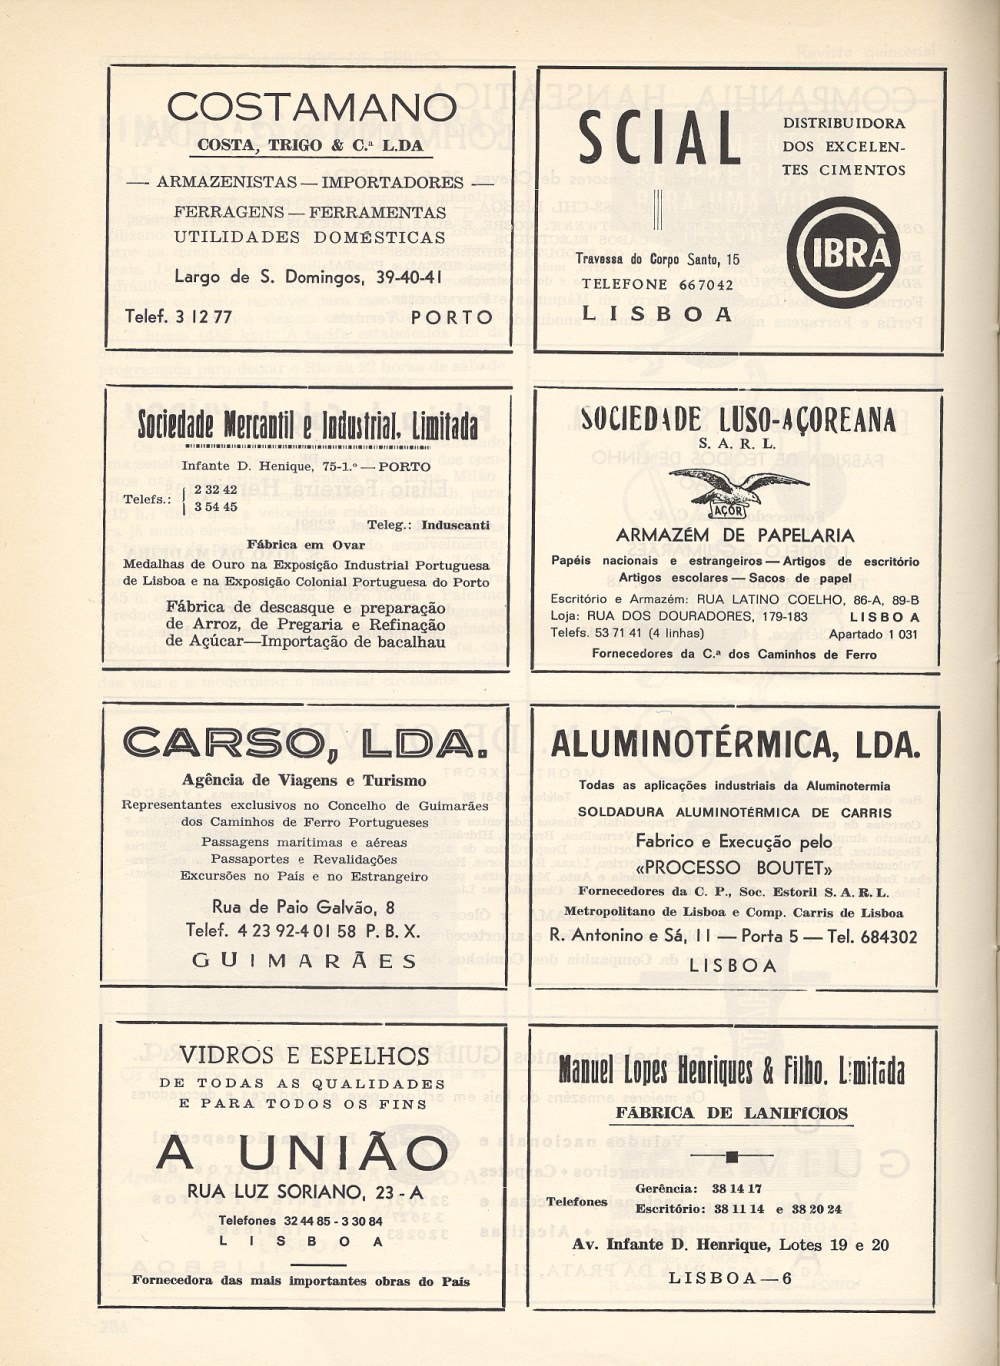 COSTAMANO
COSTA, TRIGO & C.ª L.DA
— ARMAZENISTAS — IMPORTADORES —
FERRAGENS — FERRAMENTAS
UTILIDADES DOMÉSTICAS
Largo de S. Domingos, 39-40-41
Telef. 3 12 77 PORTO
SCIAL
DISTRIBUIDORA
DOS EXCELEN-
TES CIMENTOS
CIBRA
Travessa do Corpo Santo, 15
TELEFONE 667042
LISBOA
Sociedade Mercantil e Industrial, Limitada
Infante D. Henique, 75-1.º — PORTO
Telefs.: 2 32 42
3 54 45
Teleg.: Induscanti
Fábrica em Ovar
Medalhas de Ouro na Exposição Industrial Portuguesa
de Lisboa e na Exposição Colonial Portuguesa do Porto
Fábrica de descasque e preparação
de Arroz, de Pregaria e Refinação
de Açúcar—Importação de bacalhau
SOCIEDADE LUSO-AÇOREANA
S. A. R. L.
AÇOR
ARMAZÉM DE PAPELARIA
Papéis nacionais e estrangeiros — Artigos de escritório
Artigos escolares — Sacos de papel
Escritório e Armazém: RUA LATINO COELHO, 86-A, 89-B
Loja: RUA DOS DOURADORES, 179-183 LISBOA
Telefs. 53 71 41 (4 linhas) Apartado 1 031
Fornecedores da C.ª dos Caminhos de Ferro
CARSO, LDA.
Agência de Viagens e Turismo
Representantes exclusivos no Concelho de Guimarães
dos Caminhos de Ferro Portugueses
Passagens marítimas e aéreas
Passaportes e Revalidações
Excursões no País e no Estrangeiro
Rua de Paio Galvão, 8
Telef. 4 23 92-4 01 58 P. B. X.
GUIMARÃES
ALUMINOTÉRMICA, LDA.
Todas as aplicações industriais da Aluminotermia
SOLDADURA ALUMINOTÉRMICA DE CARRIS
Fabrico e Execução pelo
«PROCESSO BOUTET»
Fornecedores da C. P., Soc. Estoril S. A. R. L.
Metropolitano de Lisboa e Comp. Carris de Lisboa
R. Antonino e Sá, 11 — Porta 5 — Tel. 684302
LISBOA
VIDROS E ESPELHOS
DE TODAS AS QUALIDADES
E PARA TODOS OS FINS
A UNIÃO
RUA LUZ SORIANO, 23 - A
Telefones 32 44 85 - 3 30 84
LISBOA
Fornecedora das mais importantes obras do País
Manuel Lopes Henriques & Filho, Limitada
FÁBRICA DE LANIFÍCIOS
Telefones Gerência: 38 14 17
Escritório: 38 11 14 e 38 20 24
Av. Infante D. Henrique, Lotes 19 e 20
LISBOA — 6